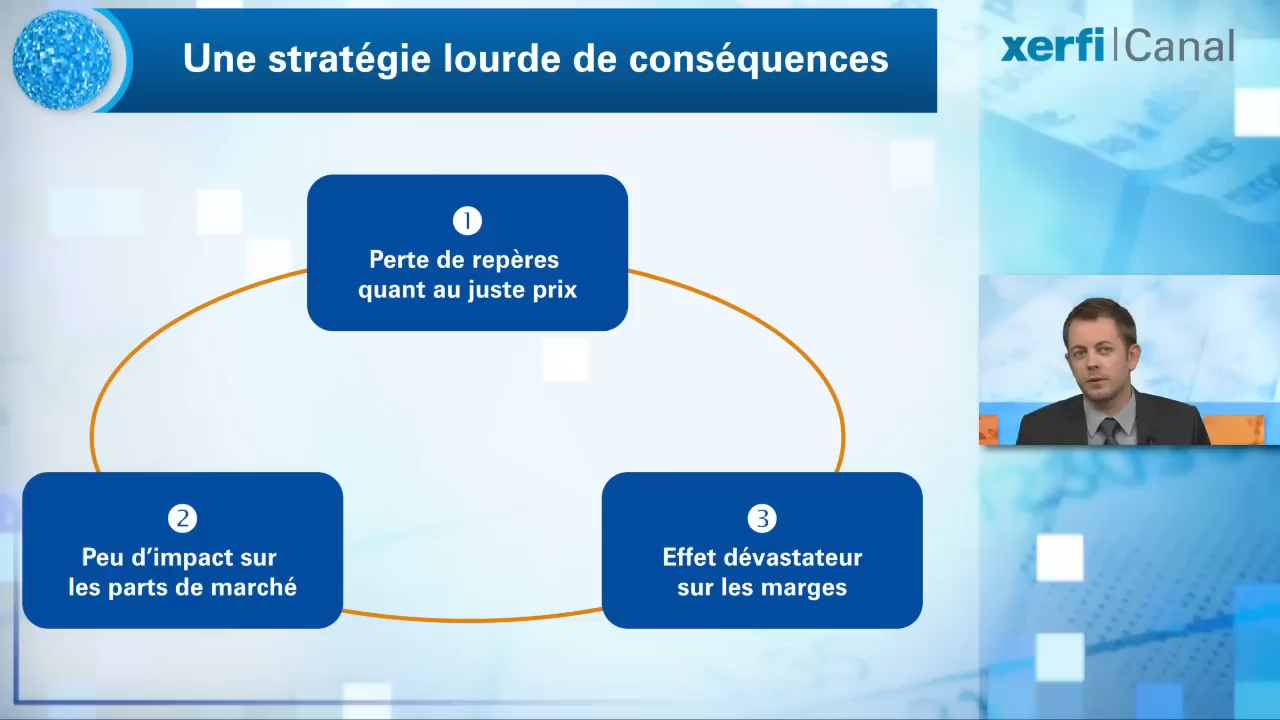 Une stratégie lourde de conséquences
xerfi|Canal
1
Perte de repères
quant au juste prix
2
Peu d'impact sur
les parts de marché
3
Effet dévastateur
sur les marges